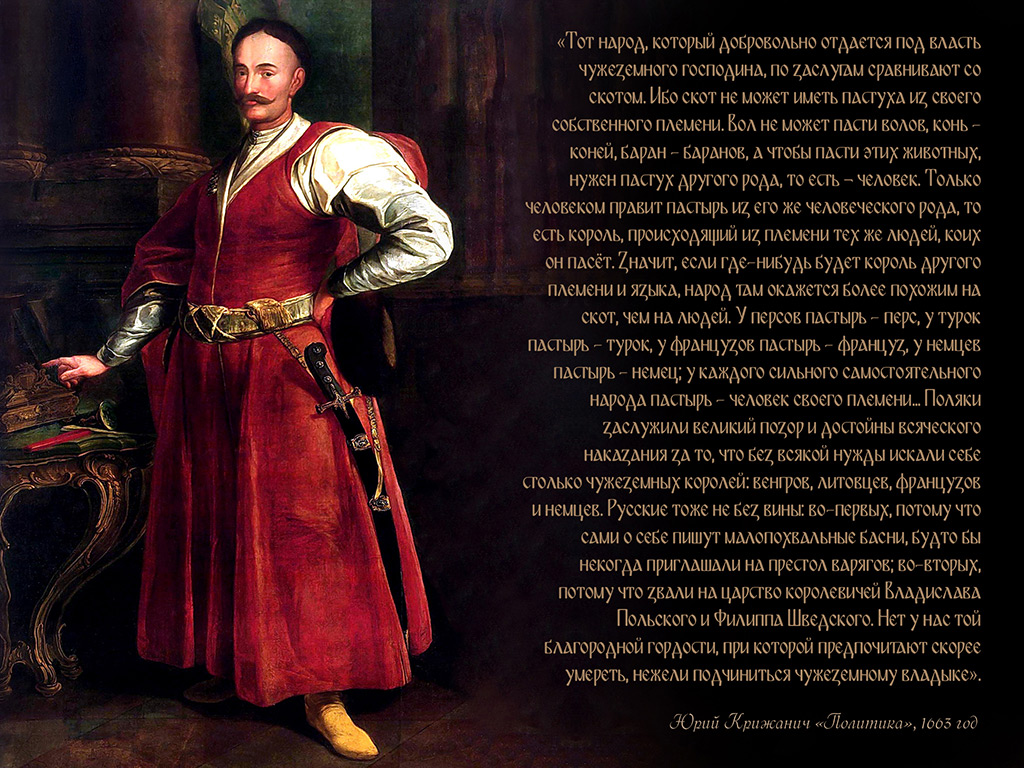 «Тот народ, который добровольно отдается под власть
чужеземного господина, по заслугам сравнивают со
скотом. Ибо скот не может иметь пастуха из своего
собственного племени. Вол не может пасти волов, конь -
коней, баран - баранов, а чтобы пасти этих животных,
нужен пастух другого рода, то есть – человек. Только
человеком правит пастырь из его же человеческого рода, то
есть король, происходящий из племени тех же людей, коих
он пасёт. Значит, если где-нибудь будет король другого
племени и языка, народ там окажется более похожим на
скот, чем на людей. У персов пастырь - перс, у турок
пастырь - турок, у французов пастырь - француз, у немцев
пастырь - немец; у каждого сильного самостоятельного
народа пастырь - человек своего племени... Поляки
заслужили великий позор и достойны всяческого
наказания за то, что без всякой нужды искали себе
столько чужеземных королей: венгров, литовцев, французов
и немцев. Русские тоже не без вины: во-первых, потому что
сами о себе пишут малопохвальные басни, будто бы
некогда приглашали на престол варягов; во-вторых,
потому что звали на царство королевичей Владислава
Польского и Филиппа Шведского. Нет у нас той
благородной гордости, при которой предпочитают скорее
умереть, нежели подчиниться чужеземному владыке».
Юрий Крижанич «Политика», 1663 год